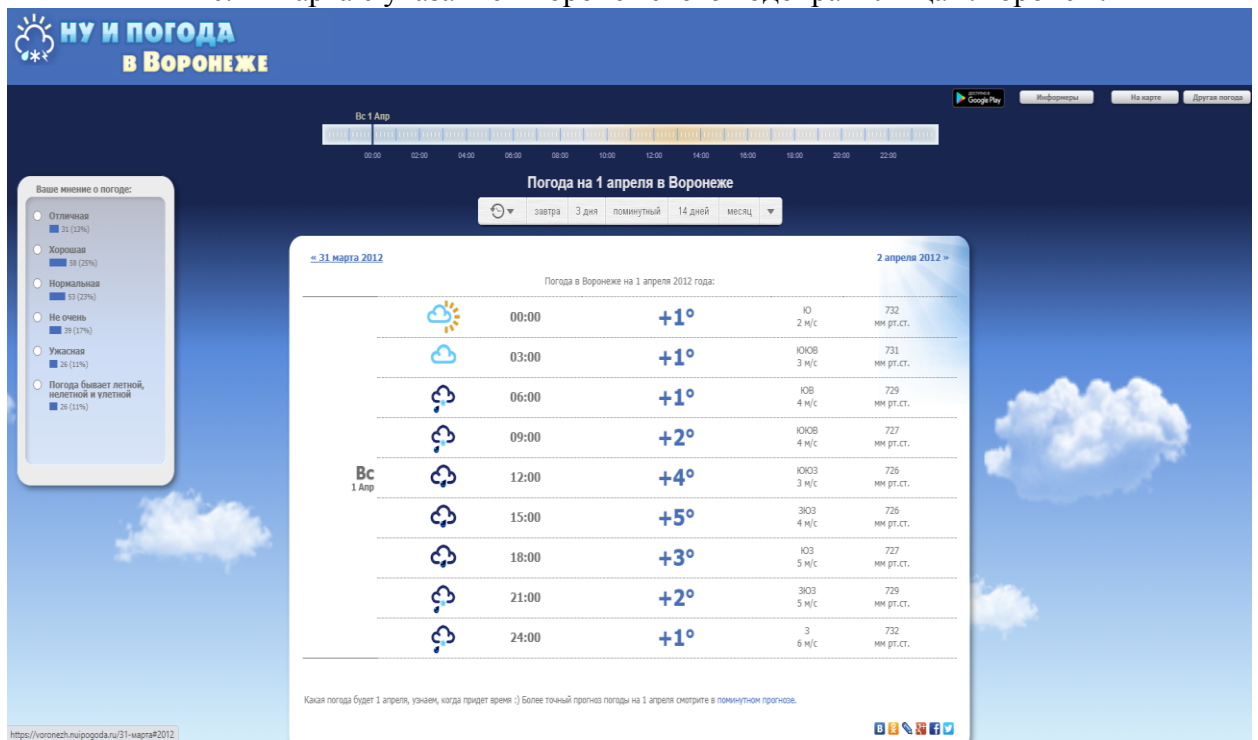 НУ И ПОГОДА
В ВОРОНЕЖЕ
Google Play
Информеры
На карте
Другая погода
Вс 1 Апр
00:00 02:00 04:00 06:00 08:00 10:00 12:00 14:00 16:00 18:00 20:00 22:00
Погода на 1 апреля в Воронеже
завтра 3 дня поминутный 14 дней месяц
Ваше мнение о погоде:
Отличная
31 (13%)
Хорошая
58 (25%)
Нормальная
53 (23%)
Не очень
39 (17%)
Ужасная
26 (11%)
Погода бывает летной,
нелетной и улетной
26 (11%)
« 31 марта 2012
2 апреля 2012 »
Погода в Воронеже на 1 апреля 2012 года:
Вс
1 Апр
00:00 +1° Ю 732
2 м/с мм рт.ст.
03:00 +1° ЮЮВ 731
3 м/с мм рт.ст.
06:00 +1° ЮВ 729
4 м/с мм рт.ст.
09:00 +2° ЮЮВ 727
4 м/с мм рт.ст.
12:00 +4° ЮЮЗ 726
3 м/с мм рт.ст.
15:00 +5° ЗЮЗ 726
4 м/с мм рт.ст.
18:00 +3° ЮЗ 727
5 м/с мм рт.ст.
21:00 +2° ЗЮЗ 729
5 м/с мм рт.ст.
24:00 +1° З 732
6 м/с мм рт.ст.
Какая погода будет 1 апреля, узнаем, когда придет время :) Более точный прогноз погоды на 1 апреля смотрите в поминутном прогнозе.
https://voronezh.nuipogoda.ru/31-марта#2012